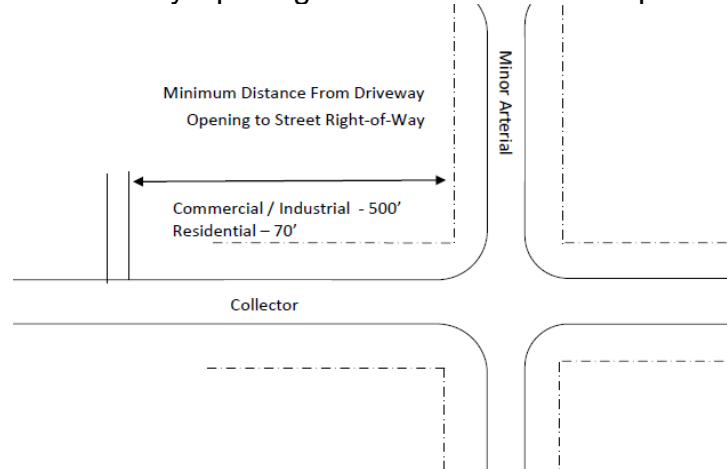 Minimum Distance From Driveway
Opening to Street Right-of-Way
Minor Arterial
Commercial / Industrial - 500’
Residential – 70’
Collector